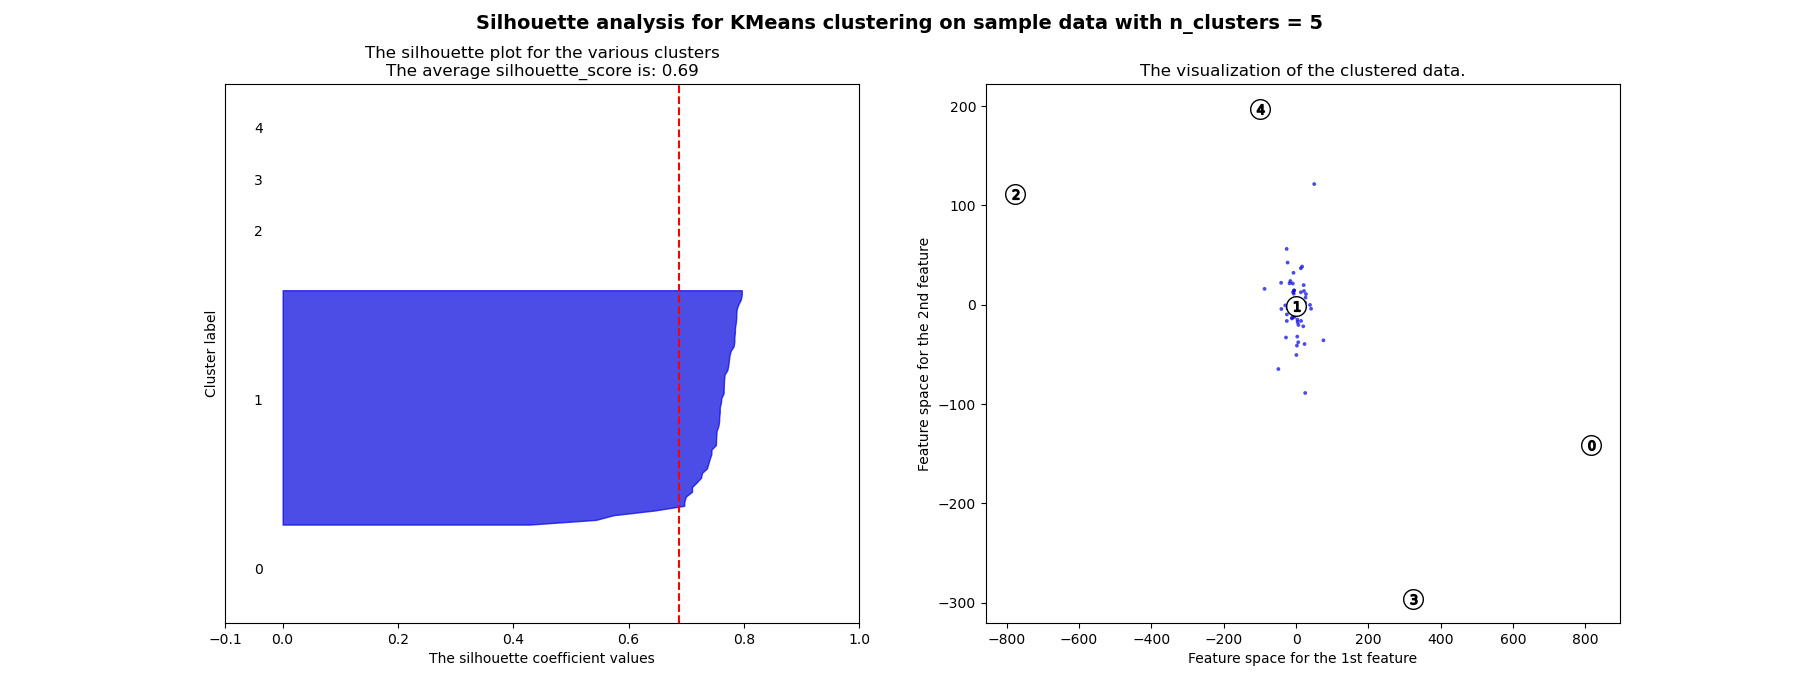 Silhouette analysis for KMeans clustering on sample data with n_clusters = 5
The silhouette plot for the various clusters
The average silhouette_score is: 0.69
4
3
2
1
0
Cluster label
−0.1 0.0 0.2 0.4 0.6 0.8 1.0
The silhouette coefficient values
The visualization of the clustered data.
200
100
0
−100
−200
−300
Feature space for the 2nd feature
4
2
1
0
3
−800 −600 −400 −200 0 200 400 600 800
Feature space for the 1st feature